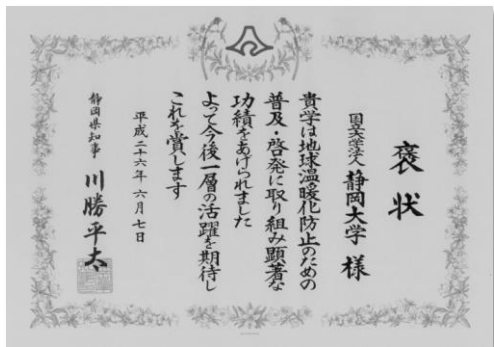 褒状
国立大学法人 静岡大学 様
貴学は地球温暖化防止のための
普及・啓発に取り組み顕著な
功績をあげられました
よって今後一層の活躍を期待し
これを賞します
平成二十六年 六月七日
静岡県知事 川勝平太